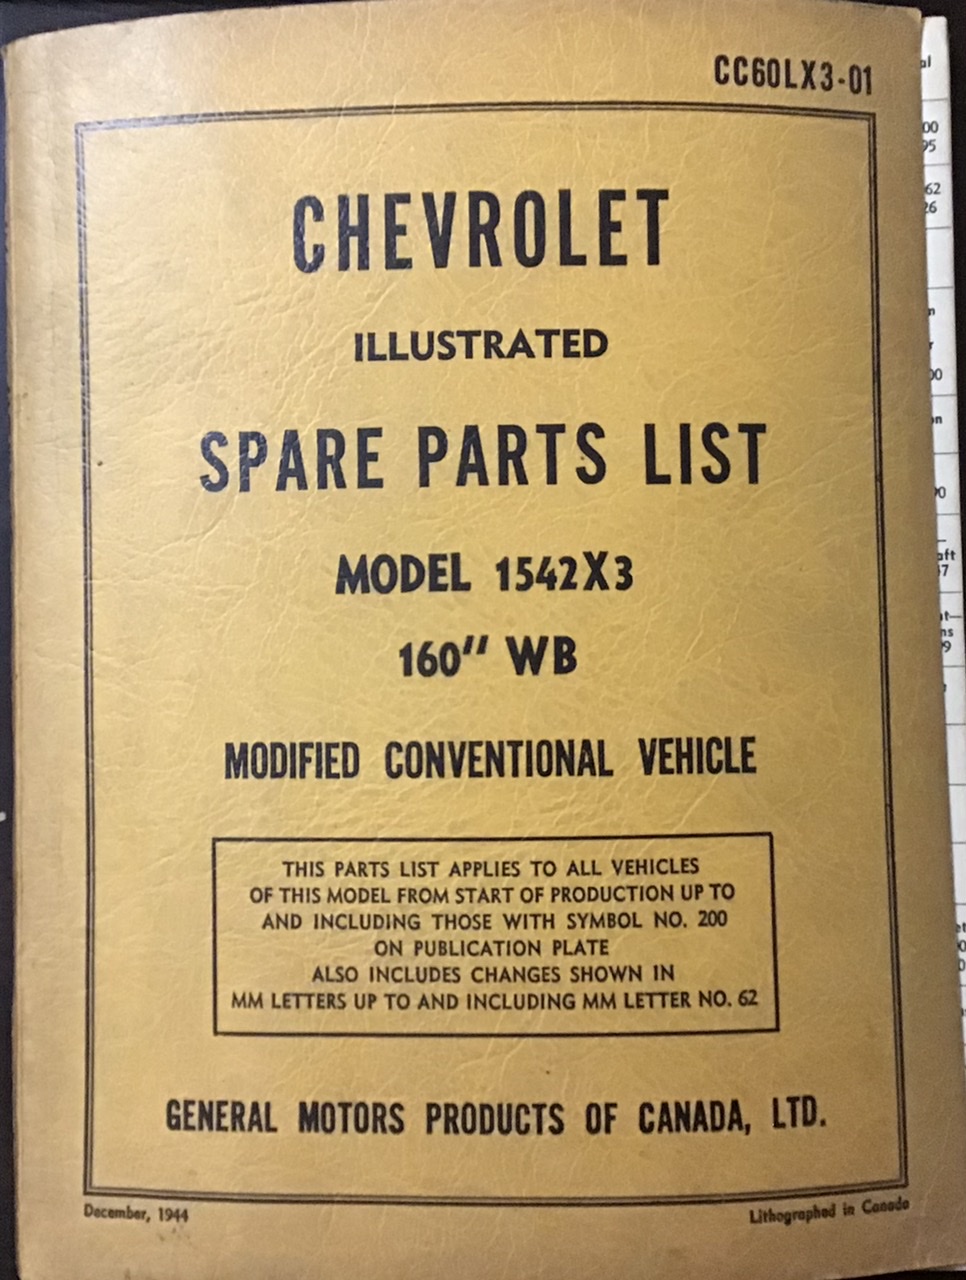 CC60LX3-01
CHEVROLET
ILLUSTRATED
SPARE PARTS LIST
MODEL 1542X3
160" WB
MODIFIED CONVENTIONAL VEHICLE
THIS PARTS LIST APPLIES TO ALL VEHICLES
OF THIS MODEL FROM START OF PRODUCTION UP TO
AND INCLUDING THOSE WITH SYMBOL NO. 200
ON PUBLICATION PLATE
ALSO INCLUDES CHANGES SHOWN IN
MM LETTERS UP TO AND INCLUDING MM LETTER NO. 62
GENERAL MOTORS PRODUCTS OF CANADA, LTD.
December, 1944
Lithographed in Canada